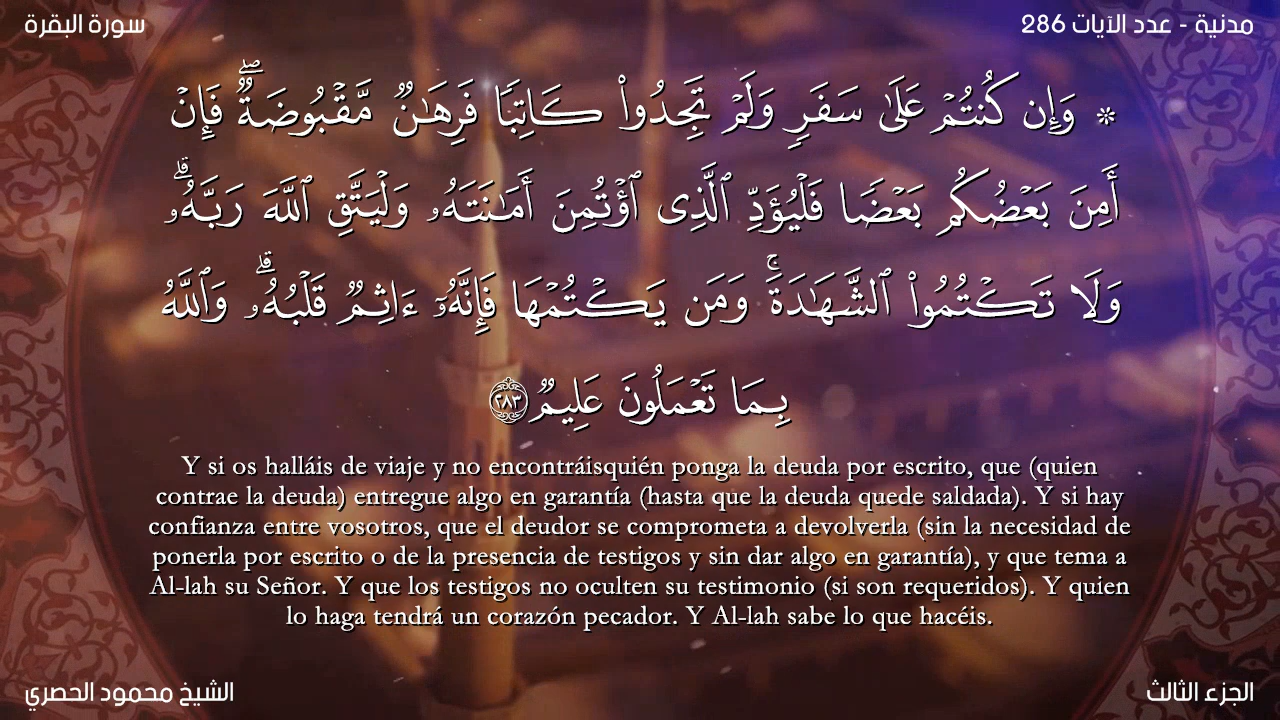 سورة البقرة
مدنية - عدد الآيات 286
۞ وَإِن كُنتُمْ عَلَىٰ سَفَرٍ وَلَمْ تَجِدُوا۟ كَاتِبًا فَرِهَـٰنٌ مَّقْبُوضَةٌ ۖ فَإِنْ
أَمِنَ بَعْضُكُم بَعْضًا فَلْيُؤَدِّ ٱلَّذِى ٱؤْتُمِنَ أَمَـٰنَتَهُۥ وَلْيَتَّقِ ٱللَّهَ رَبَّهُۥ ۗ
وَلَا تَكْتُمُوا۟ ٱلشَّهَـٰدَةَ ۚ وَمَن يَكْتُمْهَا فَإِنَّهُۥٓ ءَاثِمٌ قَلْبُهُۥ ۗ وَٱللَّهُ
بِمَا تَعْمَلُونَ عَلِيمٌ ٢٨٣
Y si os halláis de viaje y no encontráisquién ponga la deuda por escrito, que (quien
contrae la deuda) entregue algo en garantía (hasta que la deuda quede saldada). Y si hay
confianza entre vosotros, que el deudor se comprometa a devolverla (sin la necesidad de
ponerla por escrito o de la presencia de testigos y sin dar algo en garantía), y que tema a
Al-lah su Señor. Y que los testigos no oculten su testimonio (si son requeridos). Y quien
lo haga tendrá un corazón pecador. Y Al-lah sabe lo que hacéis.
الشيخ محمود الحصري
الجزء الثالث